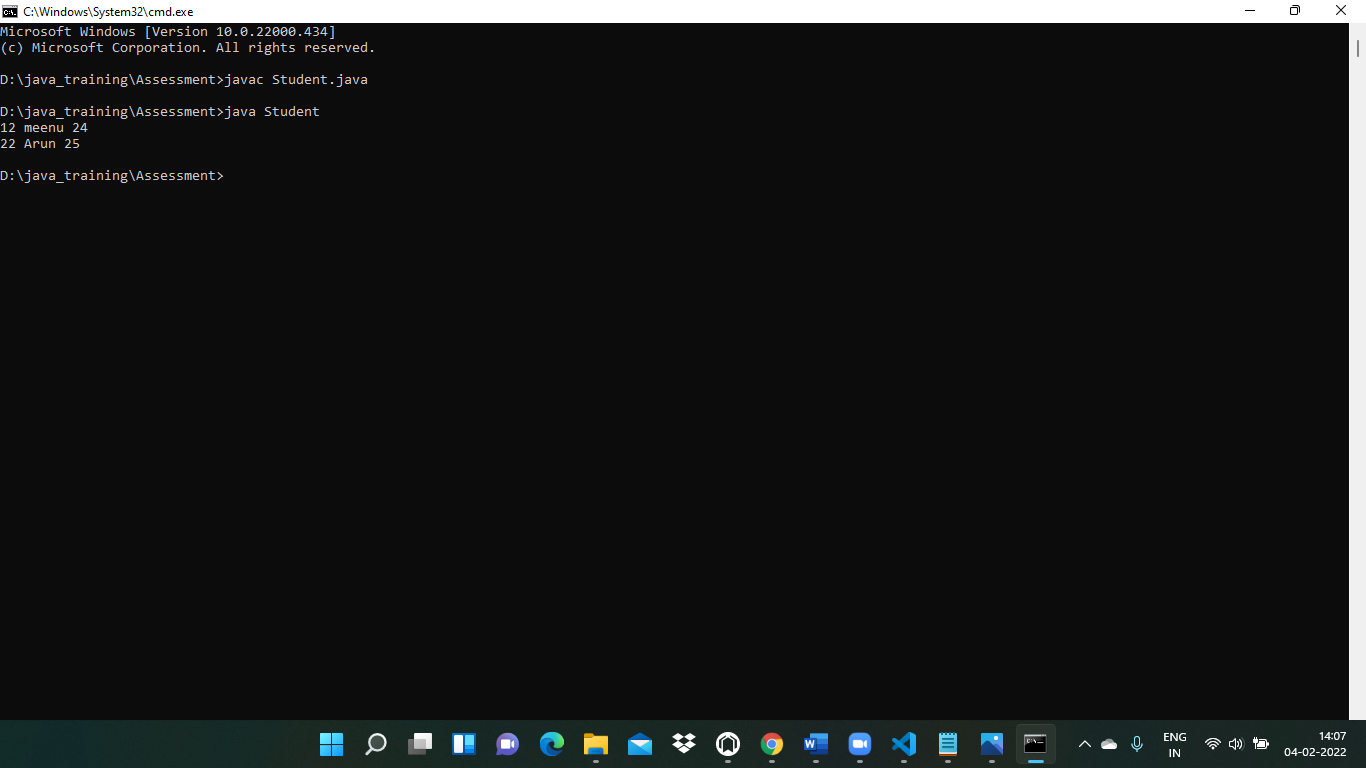 C:\Windows\System32\cmd.exe
Microsoft Windows [Version 10.0.22000.434]
(c) Microsoft Corporation. All rights reserved.
D:\java_training\Assessment>javac Student.java
D:\java_training\Assessment>java Student
12 meenu 24
22 Arun 25
D:\java_training\Assessment>
ENG
IN
14:07
04-02-2022